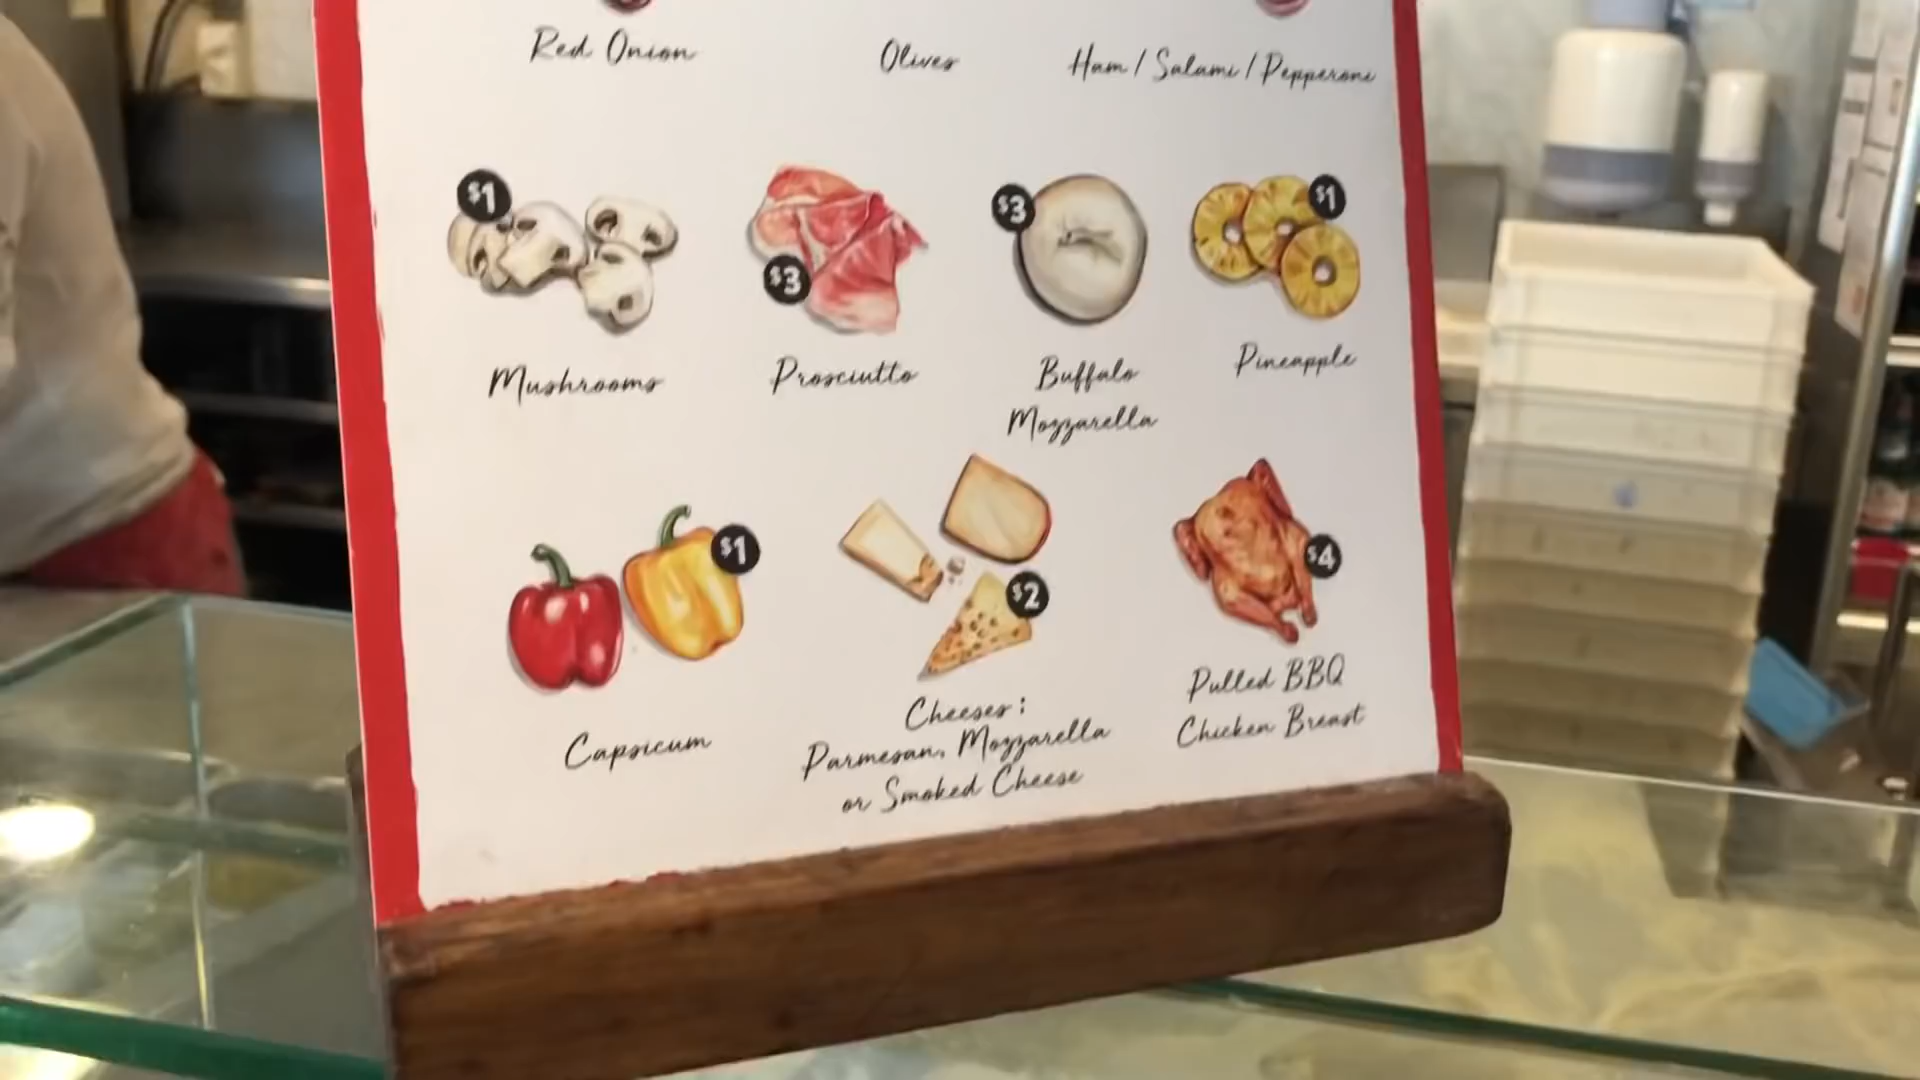 Red Onion
Olives
Ham / Salami / Pepperoni
$1
$3
$3
$1
Mushrooms
Prosciutto
Buffalo
Mozzarella
Pineapple
$1
$2
$4
Capsicum
Cheeses:
Parmesan, Mozzarella
or Smoked Cheese
Pulled BBQ
Chicken Breast